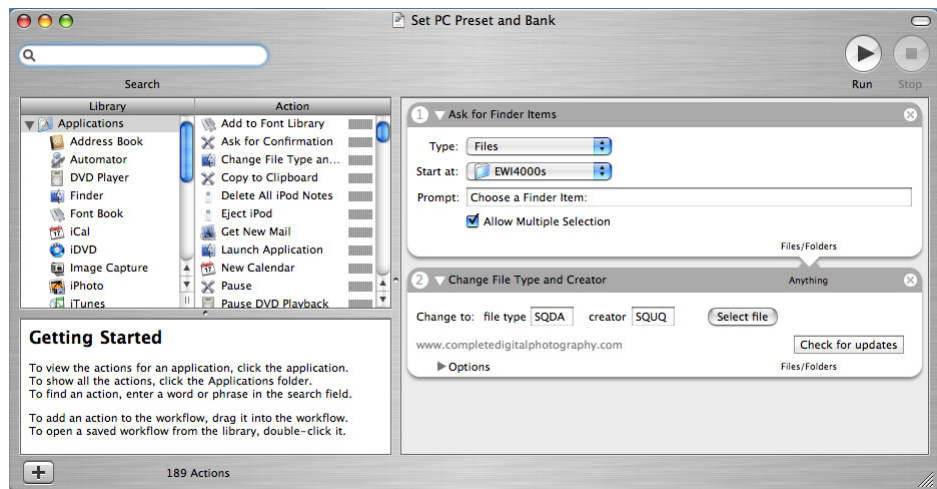 Set PC Preset and Bank
Search
Run
Stop
Library
Action
Applications
Address Book
Automator
DVD Player
Finder
Font Book
iCal
iDVD
Image Capture
iPhoto
iTunes
Add to Font Library
Ask for Confirmation
Change File Type an...
Copy to Clipboard
Delete All iPod Notes
Eject iPod
Get New Mail
Launch Application
New Calendar
Pause
Pause DVD Playback
Getting Started
To view the actions for an application, click the application.
To show all the actions, click the Applications folder.
To find an action, enter a word or phrase in the search field.
To add an action to the workflow, drag it into the workflow.
To open a saved workflow from the library, double-click it.
189 Actions
1 Ask for Finder Items
Type: Files
Start at: EWI4000s
Prompt: Choose a Finder Item:
Allow Multiple Selection
Files/Folders
2 Change File Type and Creator
Anything
Change to: file type SQDA creator SQUQ Select file
www.completedigitalphotography.com
Check for updates
Options
Files/Folders